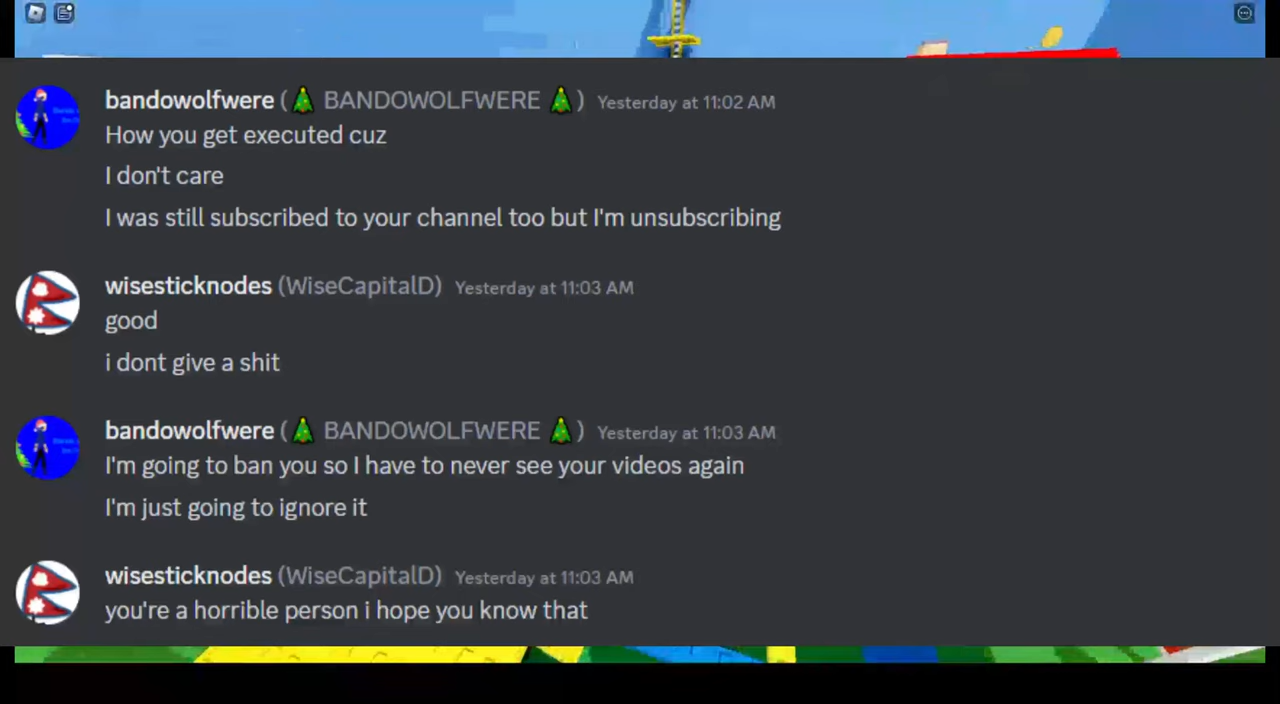 bandowolfwere (🎄 BANDOWOLFWERE 🎄) Yesterday at 11:02 AM
How you get executed cuz
I don't care
I was still subscribed to your channel too but I'm unsubscribing
wisesticknodes (WiseCapitalD) Yesterday at 11:03 AM
good
i dont give a shit
bandowolfwere (🎄 BANDOWOLFWERE 🎄) Yesterday at 11:03 AM
I'm going to ban you so I have to never see your videos again
I'm just going to ignore it
wisesticknodes (WiseCapitalD) Yesterday at 11:03 AM
you're a horrible person i hope you know that